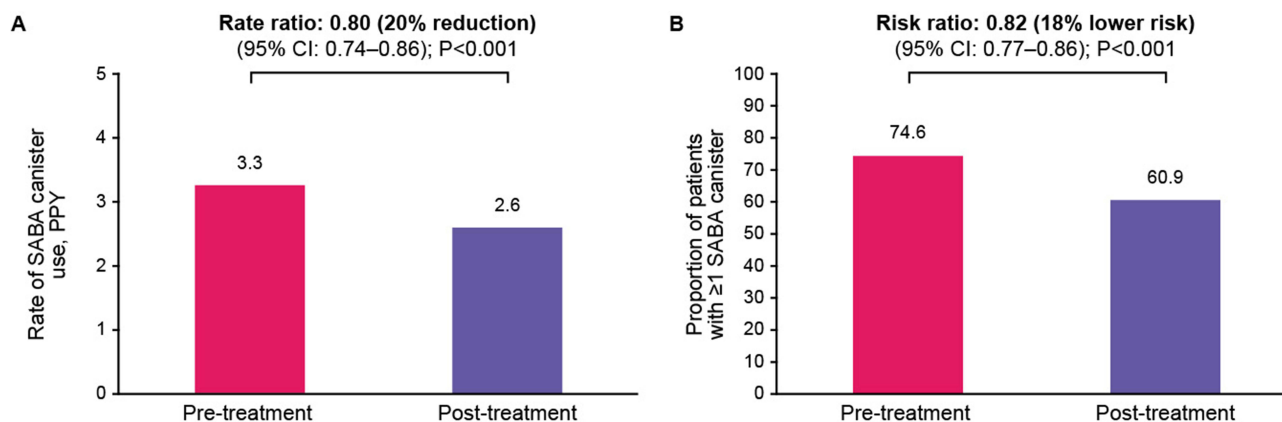 A
Rate ratio: 0.80 (20% reduction)
(95% CI: 0.74–0.86); P<0.001
5
4
3
2
1
0
Rate of SABA canister
use, PPY
3.3
2.6
Pre-treatment
Post-treatment
B
Risk ratio: 0.82 (18% lower risk)
(95% CI: 0.77–0.86); P<0.001
100
90
80
70
60
50
40
30
20
10
0
Proportion of patients
with ≥1 SABA canister
74.6
60.9
Pre-treatment
Post-treatment